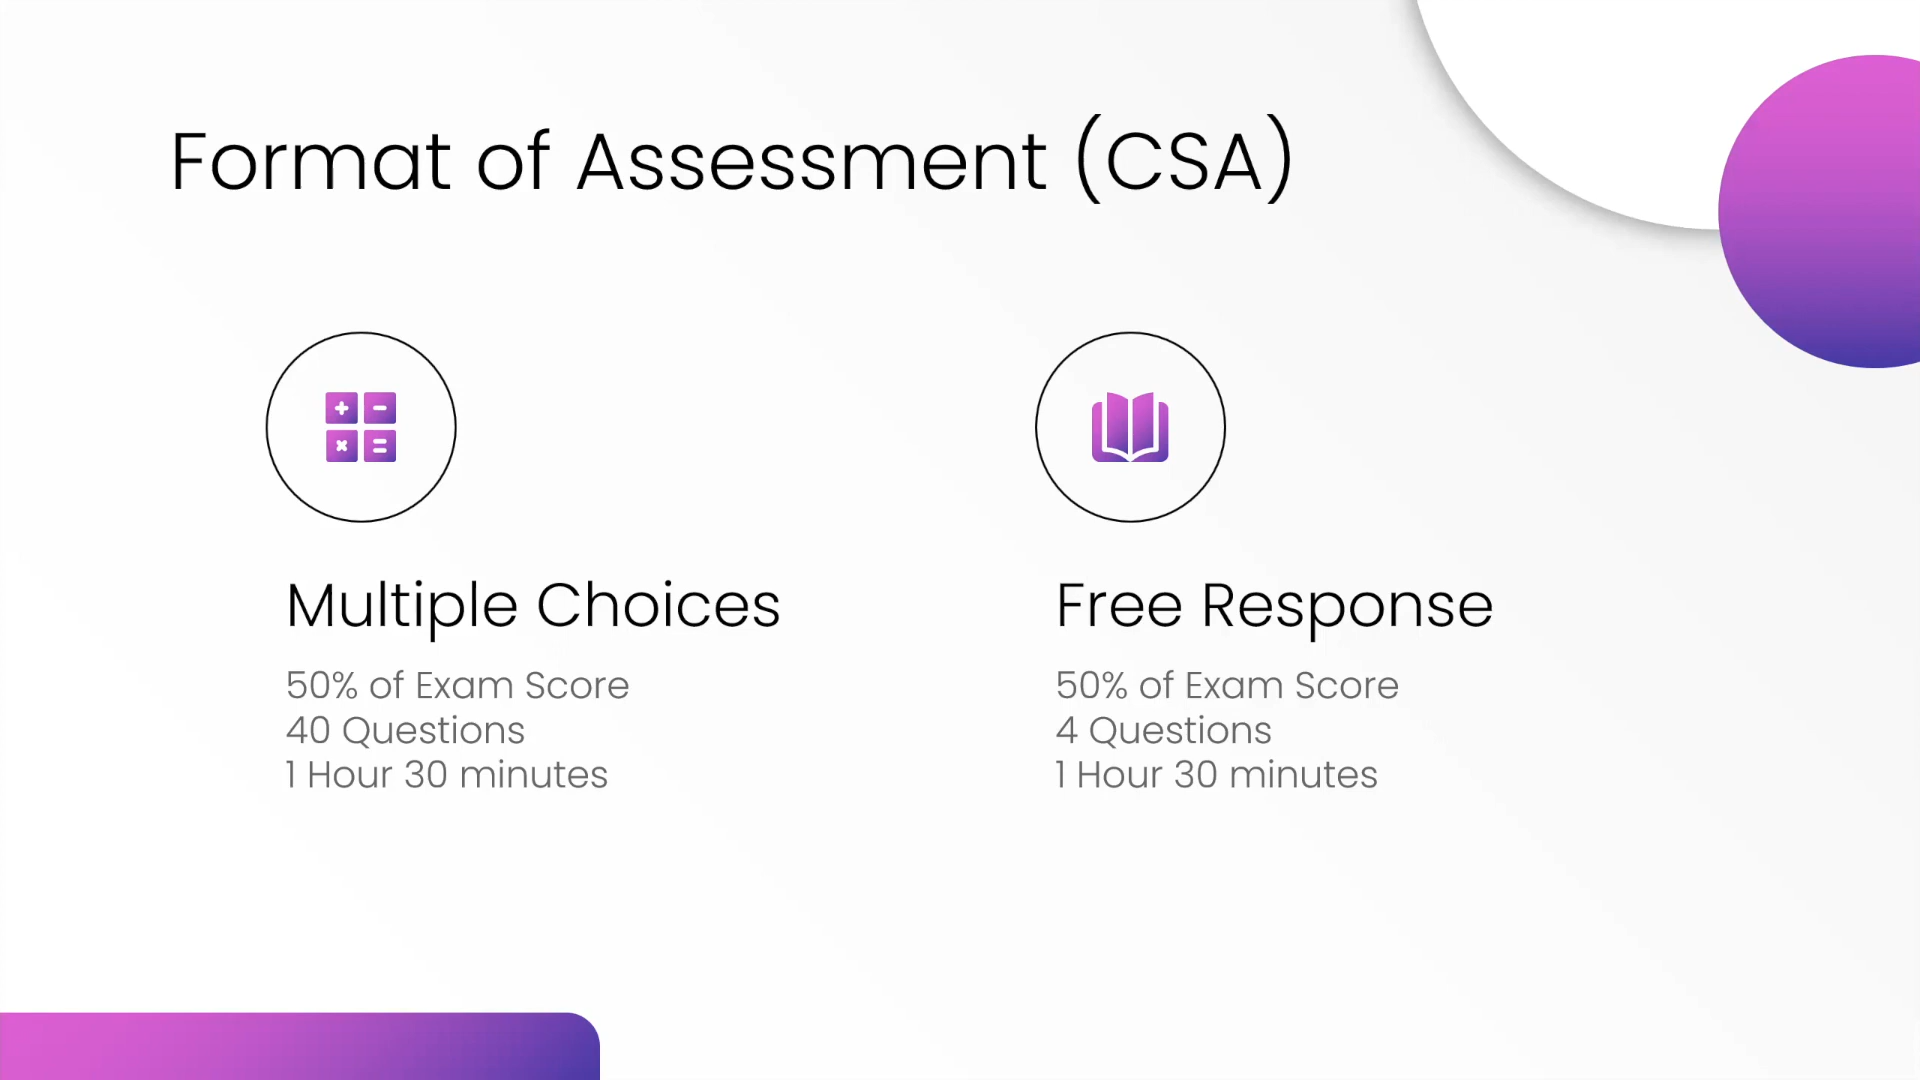 Format of Assessment (CSA)
Multiple Choices
50% of Exam Score
40 Questions
1 Hour 30 minutes
Free Response
50% of Exam Score
4 Questions
1 Hour 30 minutes